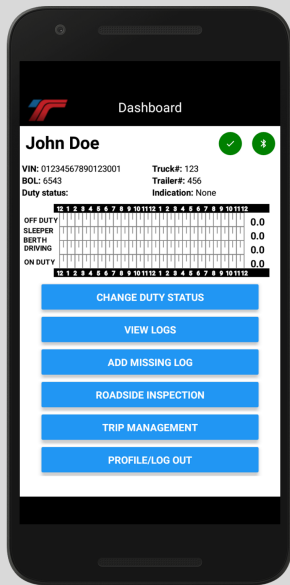 Dashboard
John Doe
VIN: 01234567890123001 Truck#: 123
BOL: 6543 Trailer#: 456
Duty status: Indication: None
12 1 2 3 4 5 6 7 8 9 10 11 12 1 2 3 4 5 6 7 8 9 10 11 12
OFF DUTY 0.0
SLEEPER BERTH 0.0
DRIVING 0.0
ON DUTY 0.0
12 1 2 3 4 5 6 7 8 9 10 11 12 1 2 3 4 5 6 7 8 9 10 11 12
CHANGE DUTY STATUS
VIEW LOGS
ADD MISSING LOG
ROADSIDE INSPECTION
TRIP MANAGEMENT
PROFILE/LOG OUT